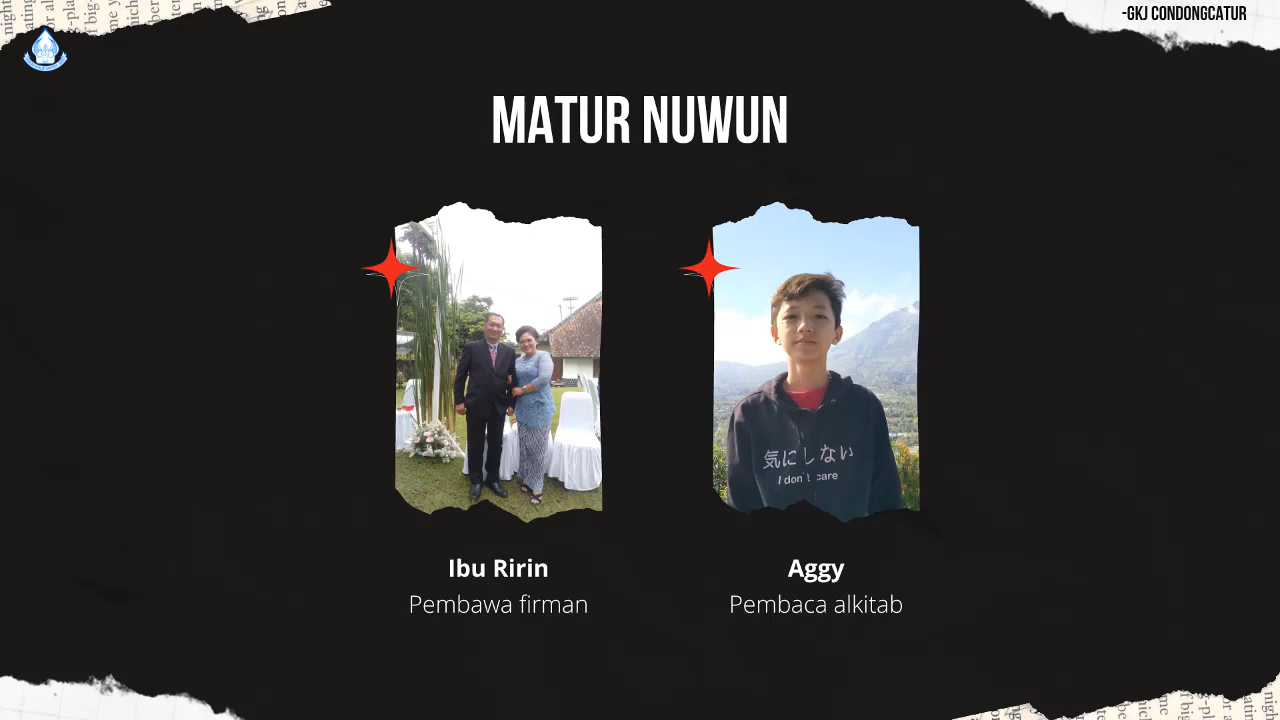 -GKJ CONDONGCATUR
MATUR NUWUN
気にしない
I don't care
Ibu Ririn
Aggy
Pembawa firman
Pembaca alkitab